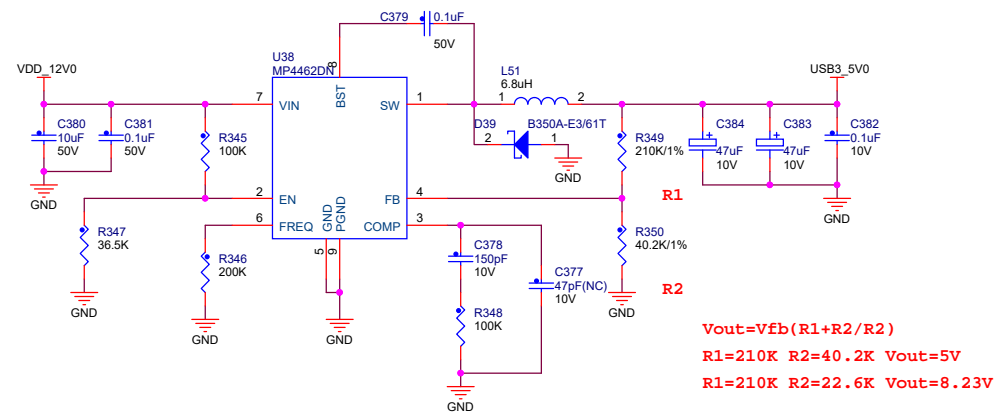 C379
0.1uF
50V
U38
MP4462DN
VDD_12V0
L51
6.8uH
USB3_5V0
8
BST
7
VIN
SW
1
1
2
C380
10uF
50V
C381
0.1uF
50V
R345
100K
D39
B350A-E3/61T
2
1
GND
R349
210K/1%
C384
47uF
10V
C383
47uF
10V
C382
0.1uF
10V
GND
GND
2
EN
FB
4
R1
6
FREQ
GND
PGND
COMP
3
5
9
R347
36.5K
R346
200K
C378
150pF
10V
C377
47pF(NC)
10V
R350
40.2K/1%
R2
GND
GND
GND
GND
R348
100K
GND
Vout=Vfb(R1+R2/R2)
R1=210K R2=40.2K Vout=5V
R1=210K R2=22.6K Vout=8.23V